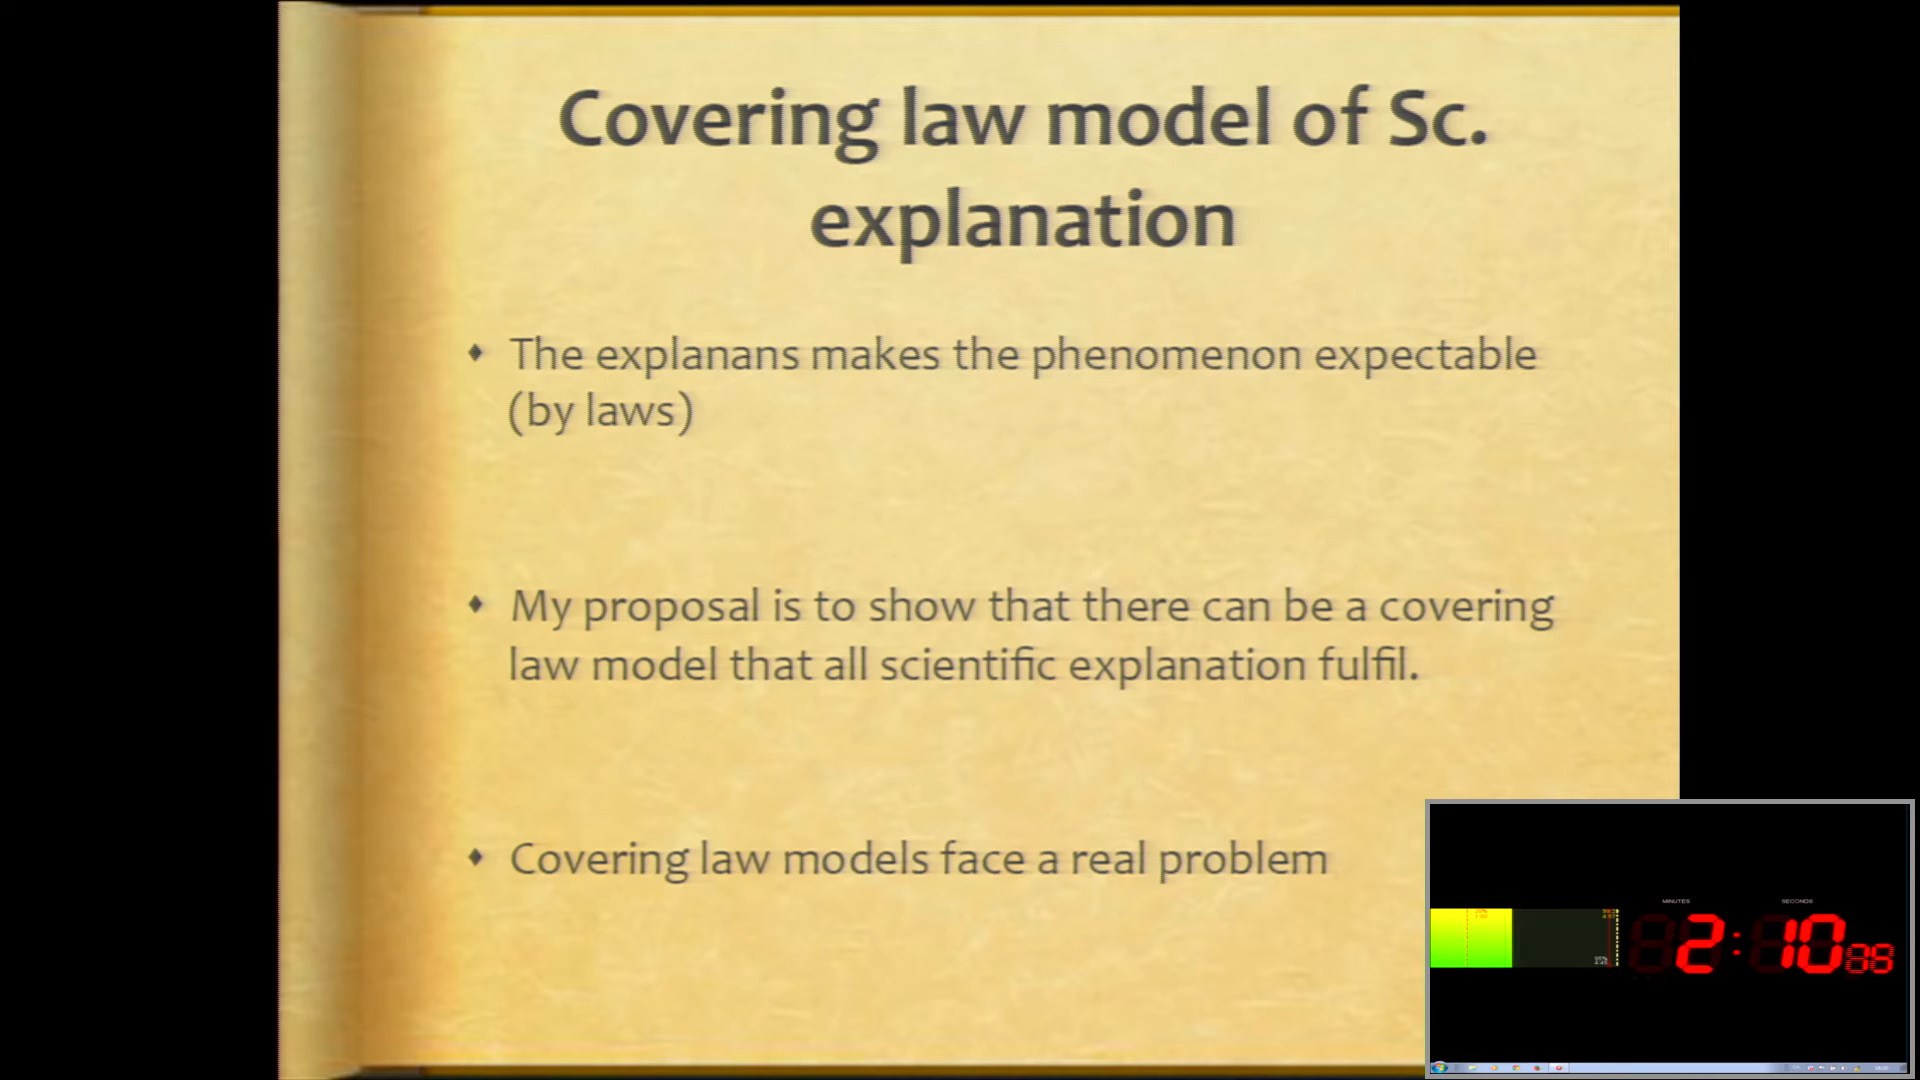 Covering law model of Sc.
explanation
The explanans makes the phenomenon expectable
(by laws)
My proposal is to show that there can be a covering
law model that all scientific explanation fulfil.
Covering law models face a real problem
MINUTES SECONDS
2:10